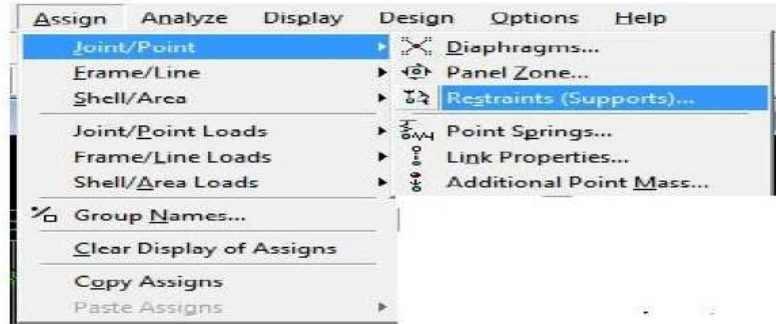 Assign Analyze Display Design Options Help
Joint/Point
Frame/Line
Shell/Area
Joint/Point Loads
Frame/Line Loads
Shell/Area Loads
Group Names...
Clear Display of Assigns
Copy Assigns
Paste Assigns
Diaphragms...
Panel Zone...
Restraints (Supports)...
Point Springs...
Link Properties...
Additional Point Mass...